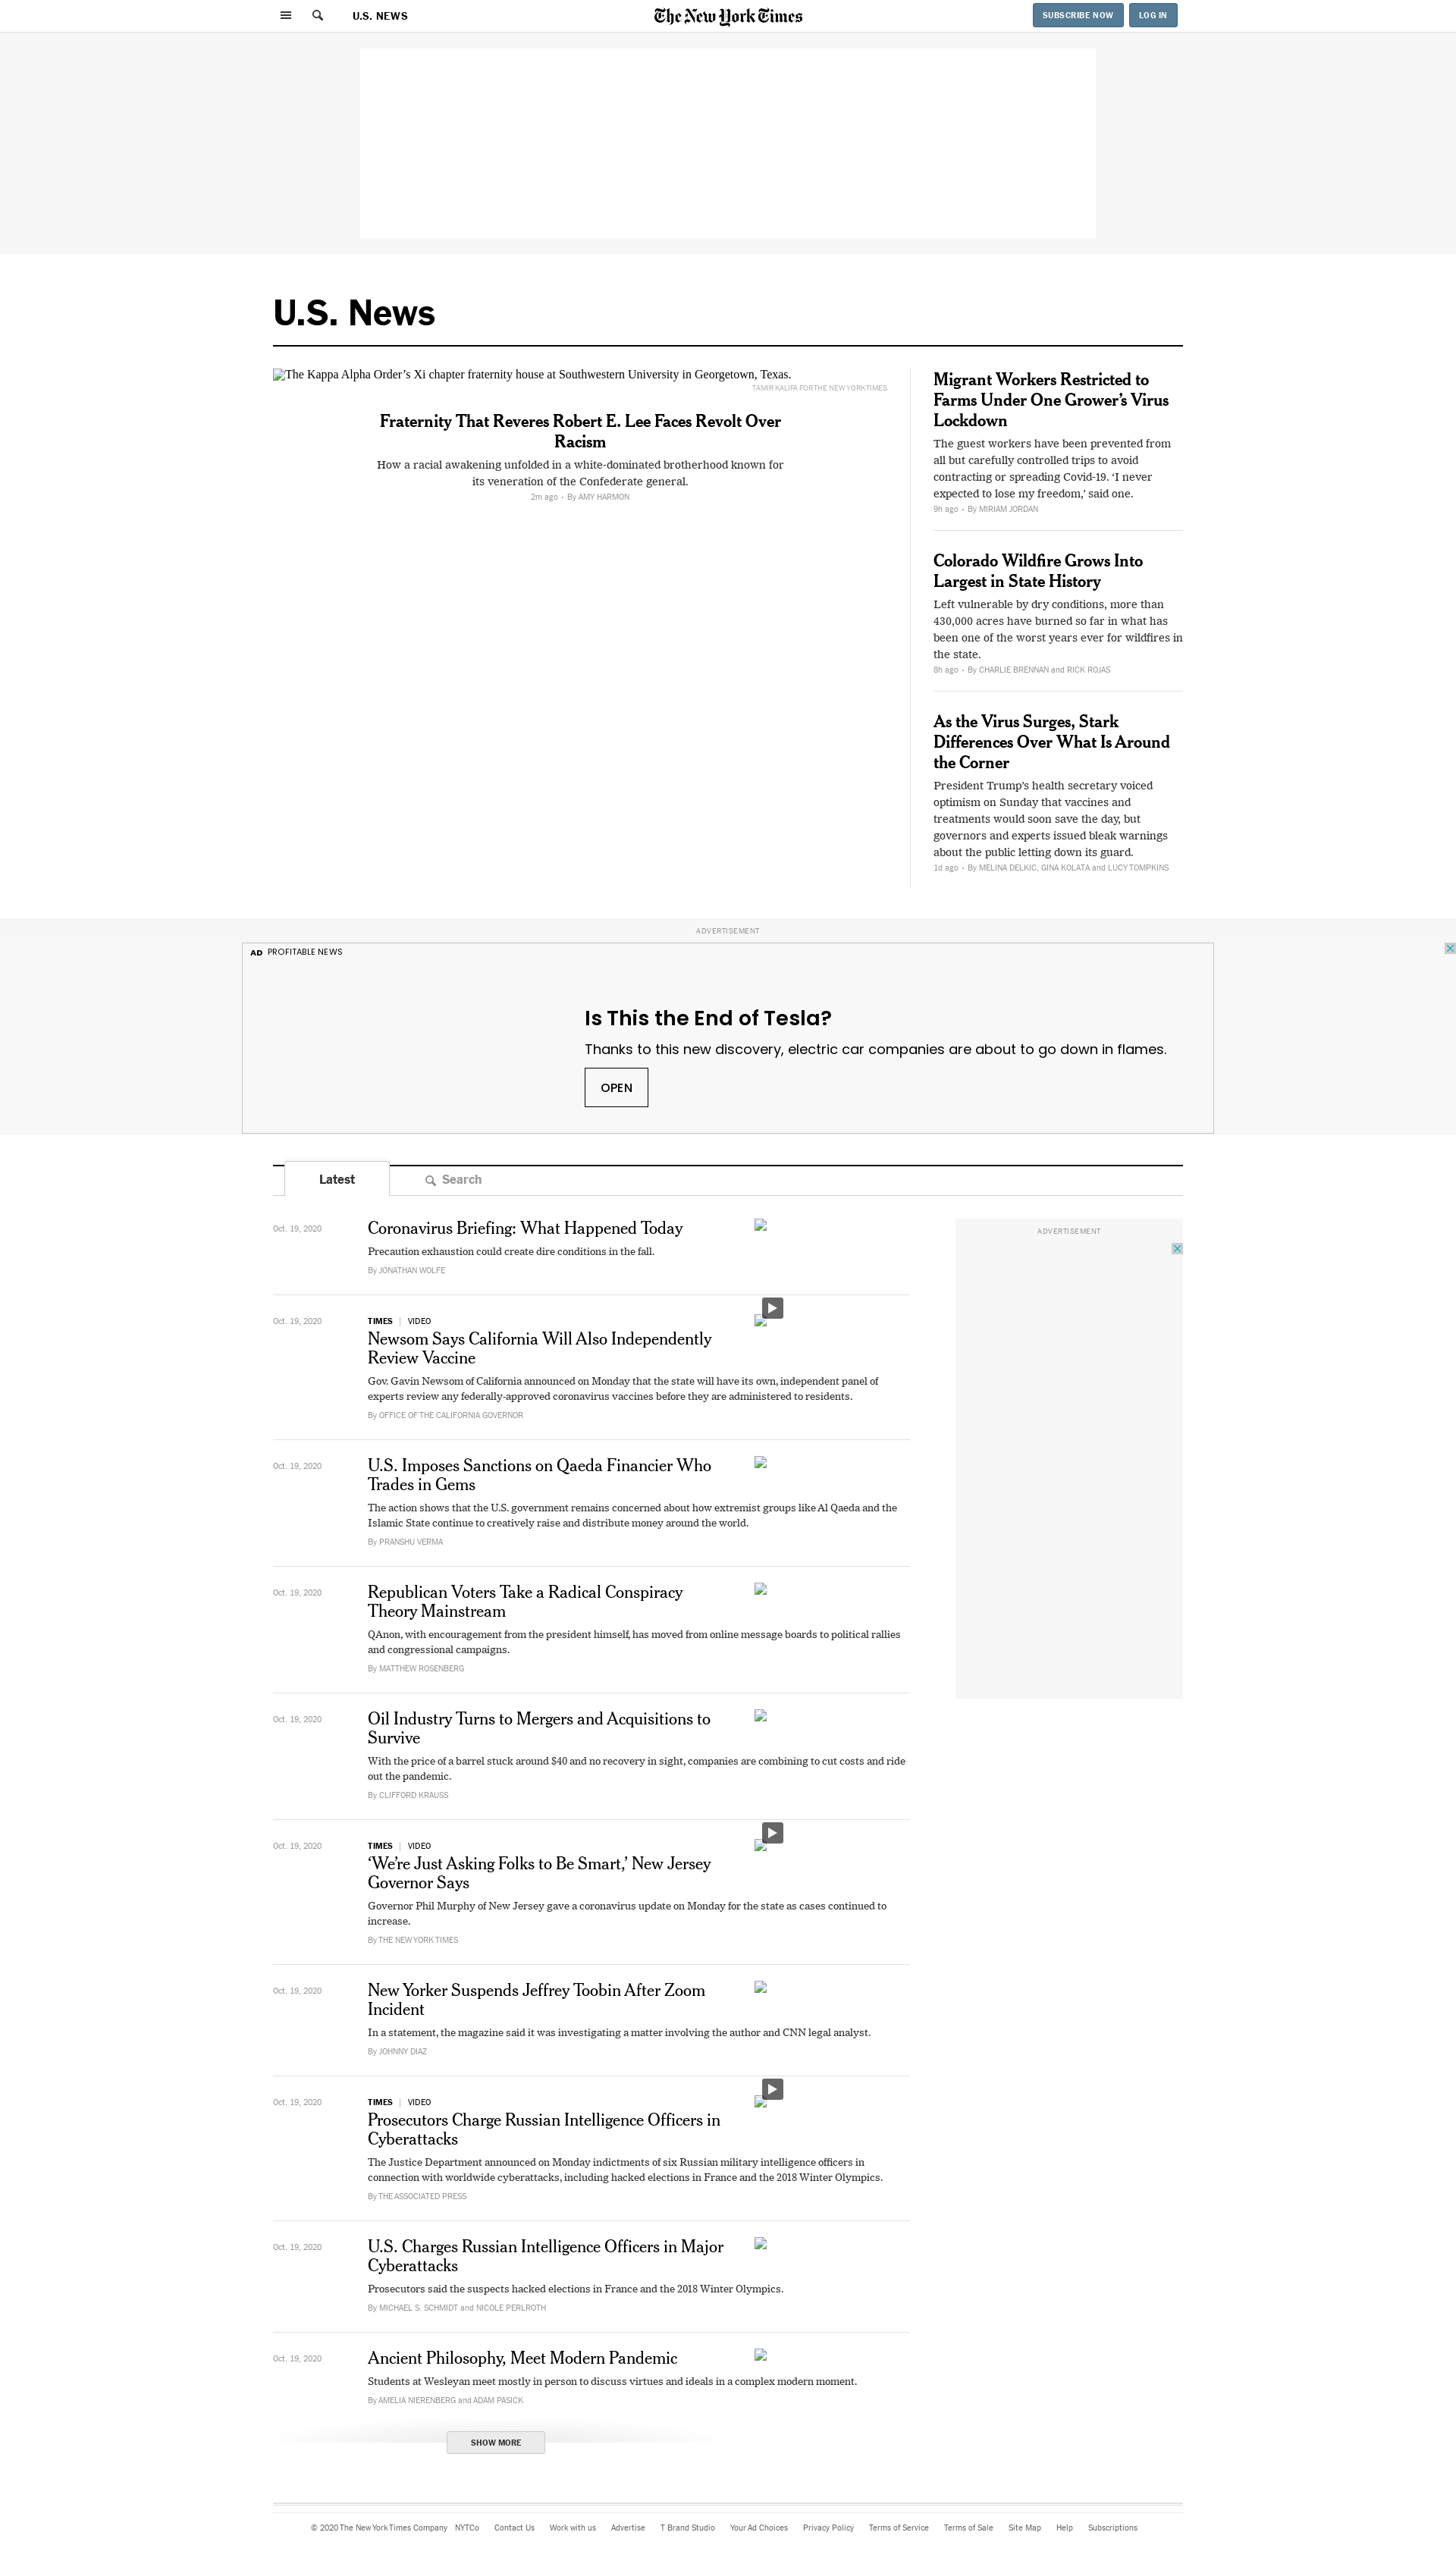 U.S. NEWS
The New York Times
SUBSCRIBE NOW
LOG IN
U.S. News
The Kappa Alpha Order’s Xi chapter fraternity house at Southwestern University in Georgetown, Texas.
TAMIR KALIFA FOR THE NEW YORK TIMES
Fraternity That Reveres Robert E. Lee Faces Revolt Over
Racism
How a racial awakening unfolded in a white-dominated brotherhood known for
its veneration of the Confederate general.
2m ago • By AMY HARMON
Migrant Workers Restricted to
Farms Under One Grower’s Virus
Lockdown
The guest workers have been prevented from
all but carefully controlled trips to avoid
contracting or spreading Covid-19. ‘I never
expected to lose my freedom,’ said one.
9h ago • By MIRIAM JORDAN
Colorado Wildfire Grows Into
Largest in State History
Left vulnerable by dry conditions, more than
430,000 acres have burned so far in what has
been one of the worst years ever for wildfires in
the state.
8h ago • By CHARLIE BRENNAN and RICK ROJAS
As the Virus Surges, Stark
Differences Over What Is Around
the Corner
President Trump’s health secretary voiced
optimism on Sunday that vaccines and
treatments would soon save the day, but
governors and experts issued bleak warnings
about the public letting down its guard.
1d ago • By MELINA DELKIC, GINA KOLATA and LUCY TOMPKINS
ADVERTISEMENT
AD PROFITABLE NEWS
Is This the End of Tesla?
Thanks to this new discovery, electric car companies are about to go down in flames.
OPEN
Latest
Search
Oct. 19, 2020
Coronavirus Briefing: What Happened Today
Precaution exhaustion could create dire conditions in the fall.
By JONATHAN WOLFE
ADVERTISEMENT
Oct. 19, 2020
TIMES | VIDEO
Newsom Says California Will Also Independently
Review Vaccine
Gov. Gavin Newsom of California announced on Monday that the state will have its own, independent panel of
experts review any federally-approved coronavirus vaccines before they are administered to residents.
By OFFICE OF THE CALIFORNIA GOVERNOR
Oct. 19, 2020
U.S. Imposes Sanctions on Qaeda Financier Who
Trades in Gems
The action shows that the U.S. government remains concerned about how extremist groups like Al Qaeda and the
Islamic State continue to creatively raise and distribute money around the world.
By PRANSHU VERMA
Oct. 19, 2020
Republican Voters Take a Radical Conspiracy
Theory Mainstream
QAnon, with encouragement from the president himself, has moved from online message boards to political rallies
and congressional campaigns.
By MATTHEW ROSENBERG
Oct. 19, 2020
Oil Industry Turns to Mergers and Acquisitions to
Survive
With the price of a barrel stuck around $40 and no recovery in sight, companies are combining to cut costs and ride
out the pandemic.
By CLIFFORD KRAUSS
Oct. 19, 2020
TIMES | VIDEO
‘We’re Just Asking Folks to Be Smart,’ New Jersey
Governor Says
Governor Phil Murphy of New Jersey gave a coronavirus update on Monday for the state as cases continued to
increase.
By THE NEW YORK TIMES
Oct. 19, 2020
New Yorker Suspends Jeffrey Toobin After Zoom
Incident
In a statement, the magazine said it was investigating a matter involving the author and CNN legal analyst.
By JOHNNY DIAZ
Oct. 19, 2020
TIMES | VIDEO
Prosecutors Charge Russian Intelligence Officers in
Cyberattacks
The Justice Department announced on Monday indictments of six Russian military intelligence officers in
connection with worldwide cyberattacks, including hacked elections in France and the 2018 Winter Olympics.
By THE ASSOCIATED PRESS
Oct. 19, 2020
U.S. Charges Russian Intelligence Officers in Major
Cyberattacks
Prosecutors said the suspects hacked elections in France and the 2018 Winter Olympics.
By MICHAEL S. SCHMIDT and NICOLE PERLROTH
Oct. 19, 2020
Ancient Philosophy, Meet Modern Pandemic
Students at Wesleyan meet mostly in person to discuss virtues and ideals in a complex modern moment.
By AMELIA NIERENBERG and ADAM PASICK
SHOW MORE
© 2020 The New York Times Company NYTCo Contact Us Work with us Advertise T Brand Studio Your Ad Choices Privacy Policy Terms of Service Terms of Sale Site Map Help Subscriptions